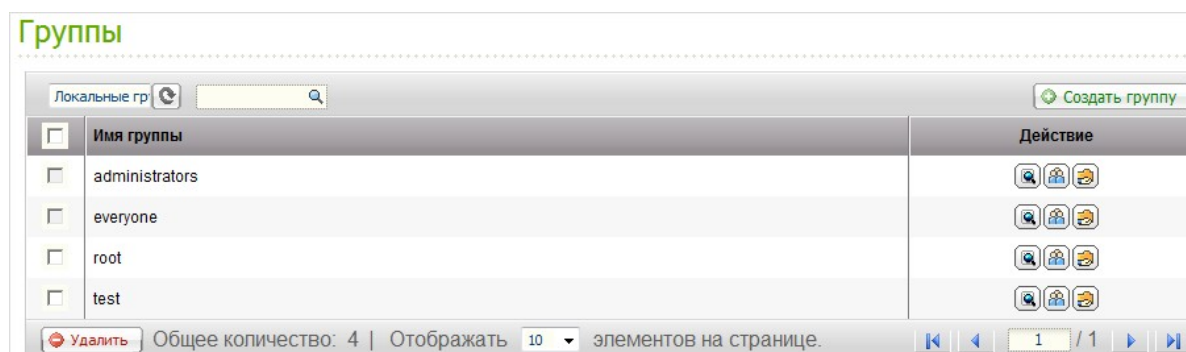 Группы
Локальные гр
Создать группу
Имя группы Действие
administrators
everyone
root
test
Удалить Общее количество: 4 | Отображать 10 элементов на странице. 1 / 1